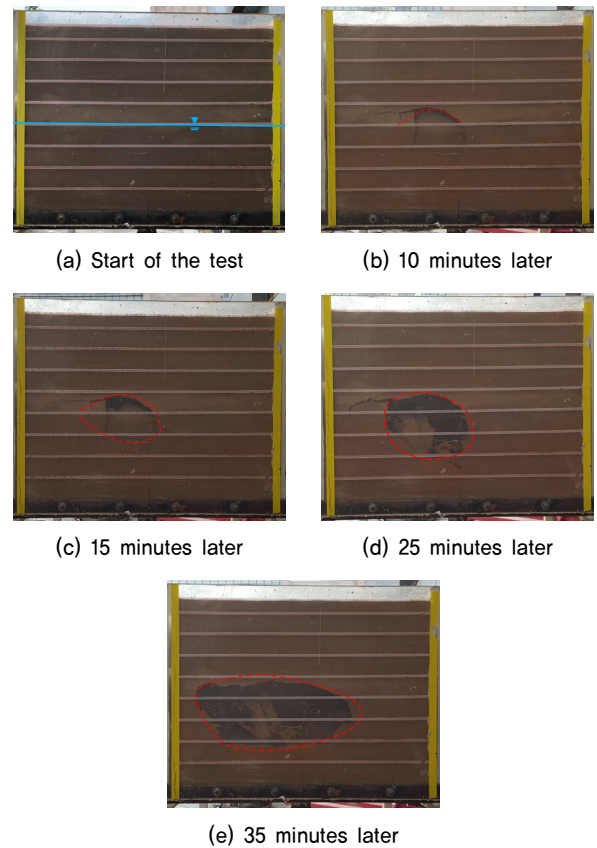 (a) Start of the test
(b) 10 minutes later
(c) 15 minutes later
(d) 25 minutes later
(e) 35 minutes later